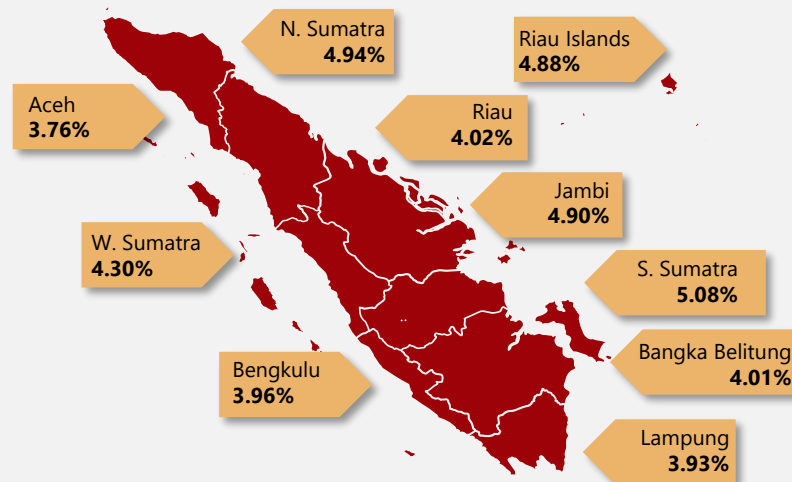 N. Sumatra
4.94%
Riau Islands
4.88%
Aceh
3.76%
Riau
4.02%
Jambi
4.90%
W. Sumatra
4.30%
S. Sumatra
5.08%
Bangka Belitung
4.01%
Bengkulu
3.96%
Lampung
3.93%